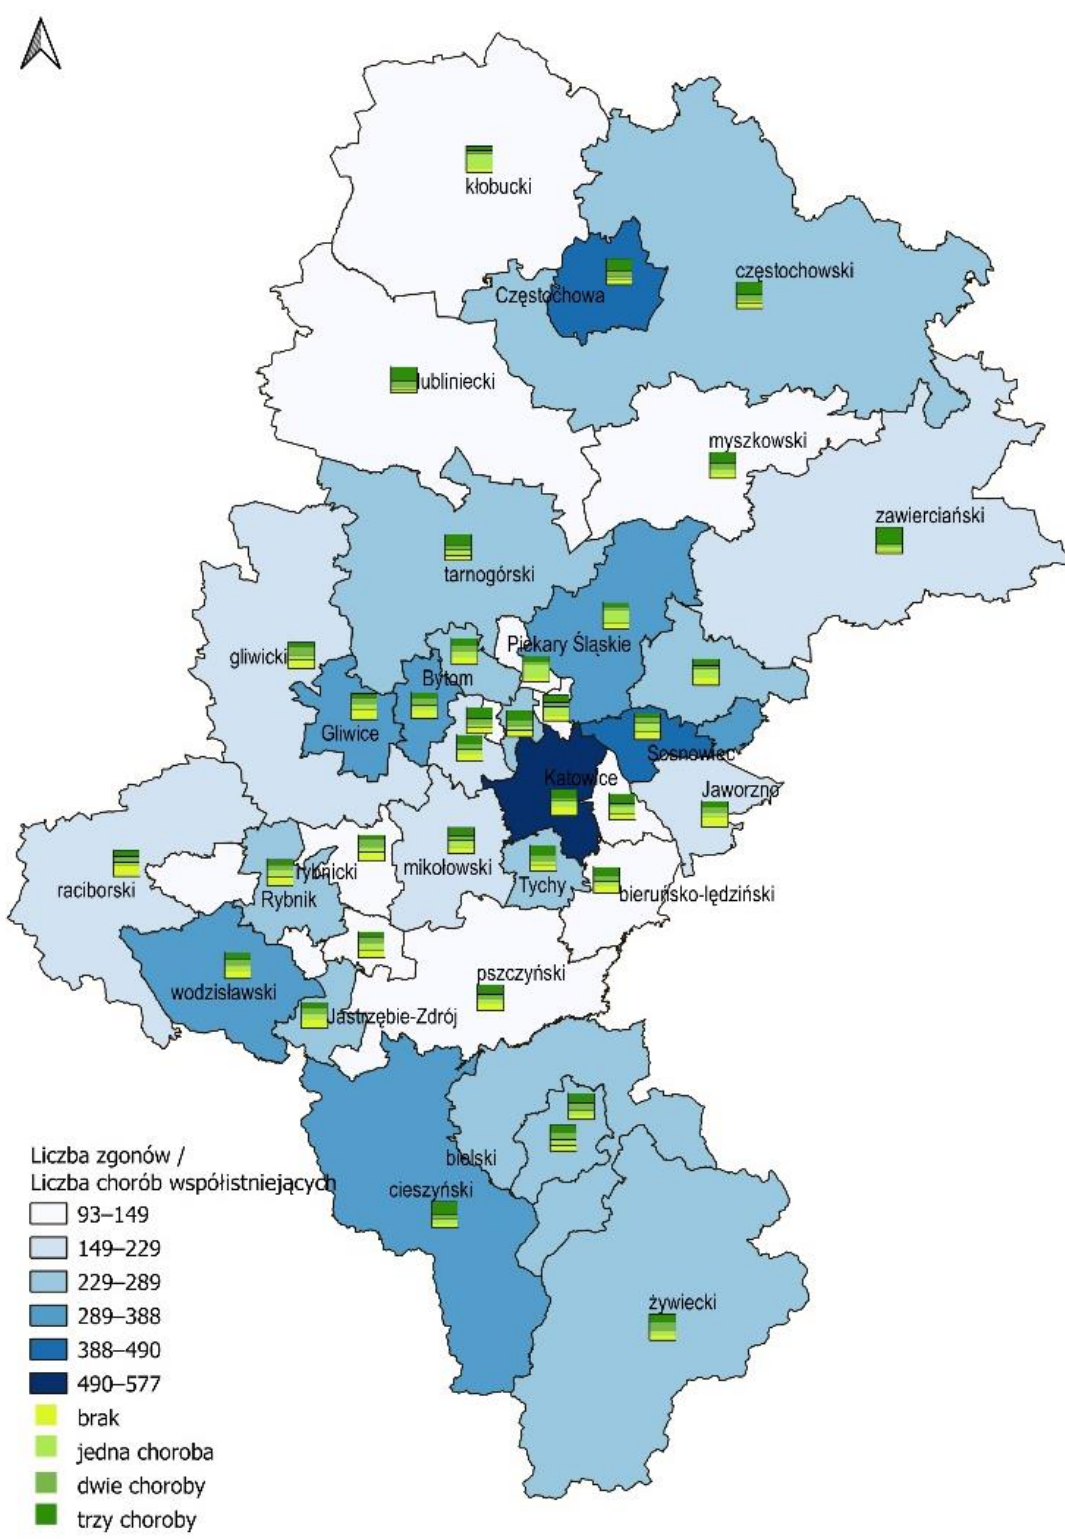 kłobucki
częstochowski
Częstochowa
lubliniecki
myszkowski
zawierciański
tarnogórski
Piekary Śląskie
gliwicki
Bytom
Gliwice
Sosnowiec
Katowice
Jaworzno
rybnicki
mikołowski
raciborski
Tychy
bieruńsko-lędziński
Rybnik
pszczyński
wodzisławski
Jastrzębie-Zdrój
bielski
cieszyński
żywiecki
Liczba zgonów /
Liczba chorób współistniejących
93–149
149–229
229–289
289–388
388–490
490–577
brak
jedna choroba
dwie choroby
trzy choroby